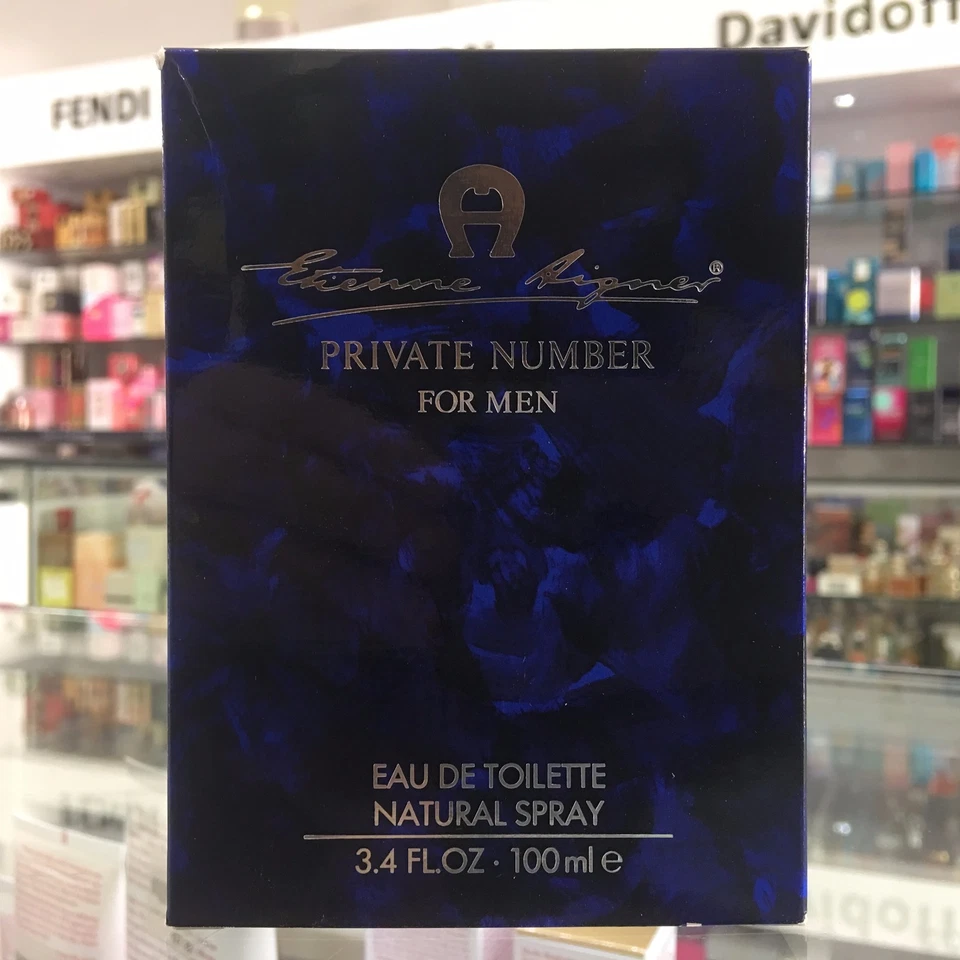 Davidoff
FENDI
Etienne Aigner®
PRIVATE NUMBER
FOR MEN
EAU DE TOILETTE
NATURAL SPRAY
3.4 FL.OZ · 100 ml e